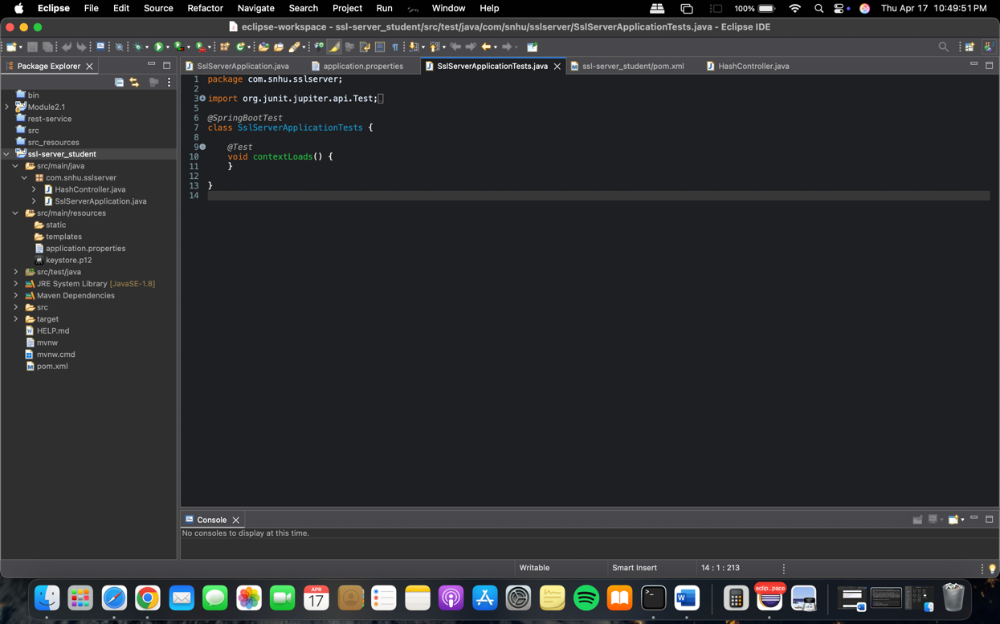 Eclipse File Edit Source Refactor Navigate Search Project Run Window Help 100% Thu Apr 17 10:49:51 PM
eclipse-workspace - ssl-server_student/src/test/java/com/snhu/sslserver/SslServerApplicationTests.java - Eclipse IDE
Package Explorer
bin
Module2.1
rest-service
src
src_resources
ssl-server_student
src/main/java
com.snhu.sslserver
HashController.java
SslServerApplication.java
src/main/resources
static
templates
application.properties
keystore.p12
src/test/java
JRE System Library [JavaSE-1.8]
Maven Dependencies
src
target
HELP.md
mvnw
mvnw.cmd
pom.xml
SslServerApplication.java application.properties SslServerApplicationTests.java ssl-server_student/pom.xml HashController.java
1 package com.snhu.sslserver;
2
3 import org.junit.jupiter.api.Test;
5
6 @SpringBootTest
7 class SslServerApplicationTests {
8
9 @Test
10 void contextLoads() {
11 }
12
13 }
14
Console
No consoles to display at this time.
Writable Smart Insert 14 : 1 : 213
APR
17
eclip...pace